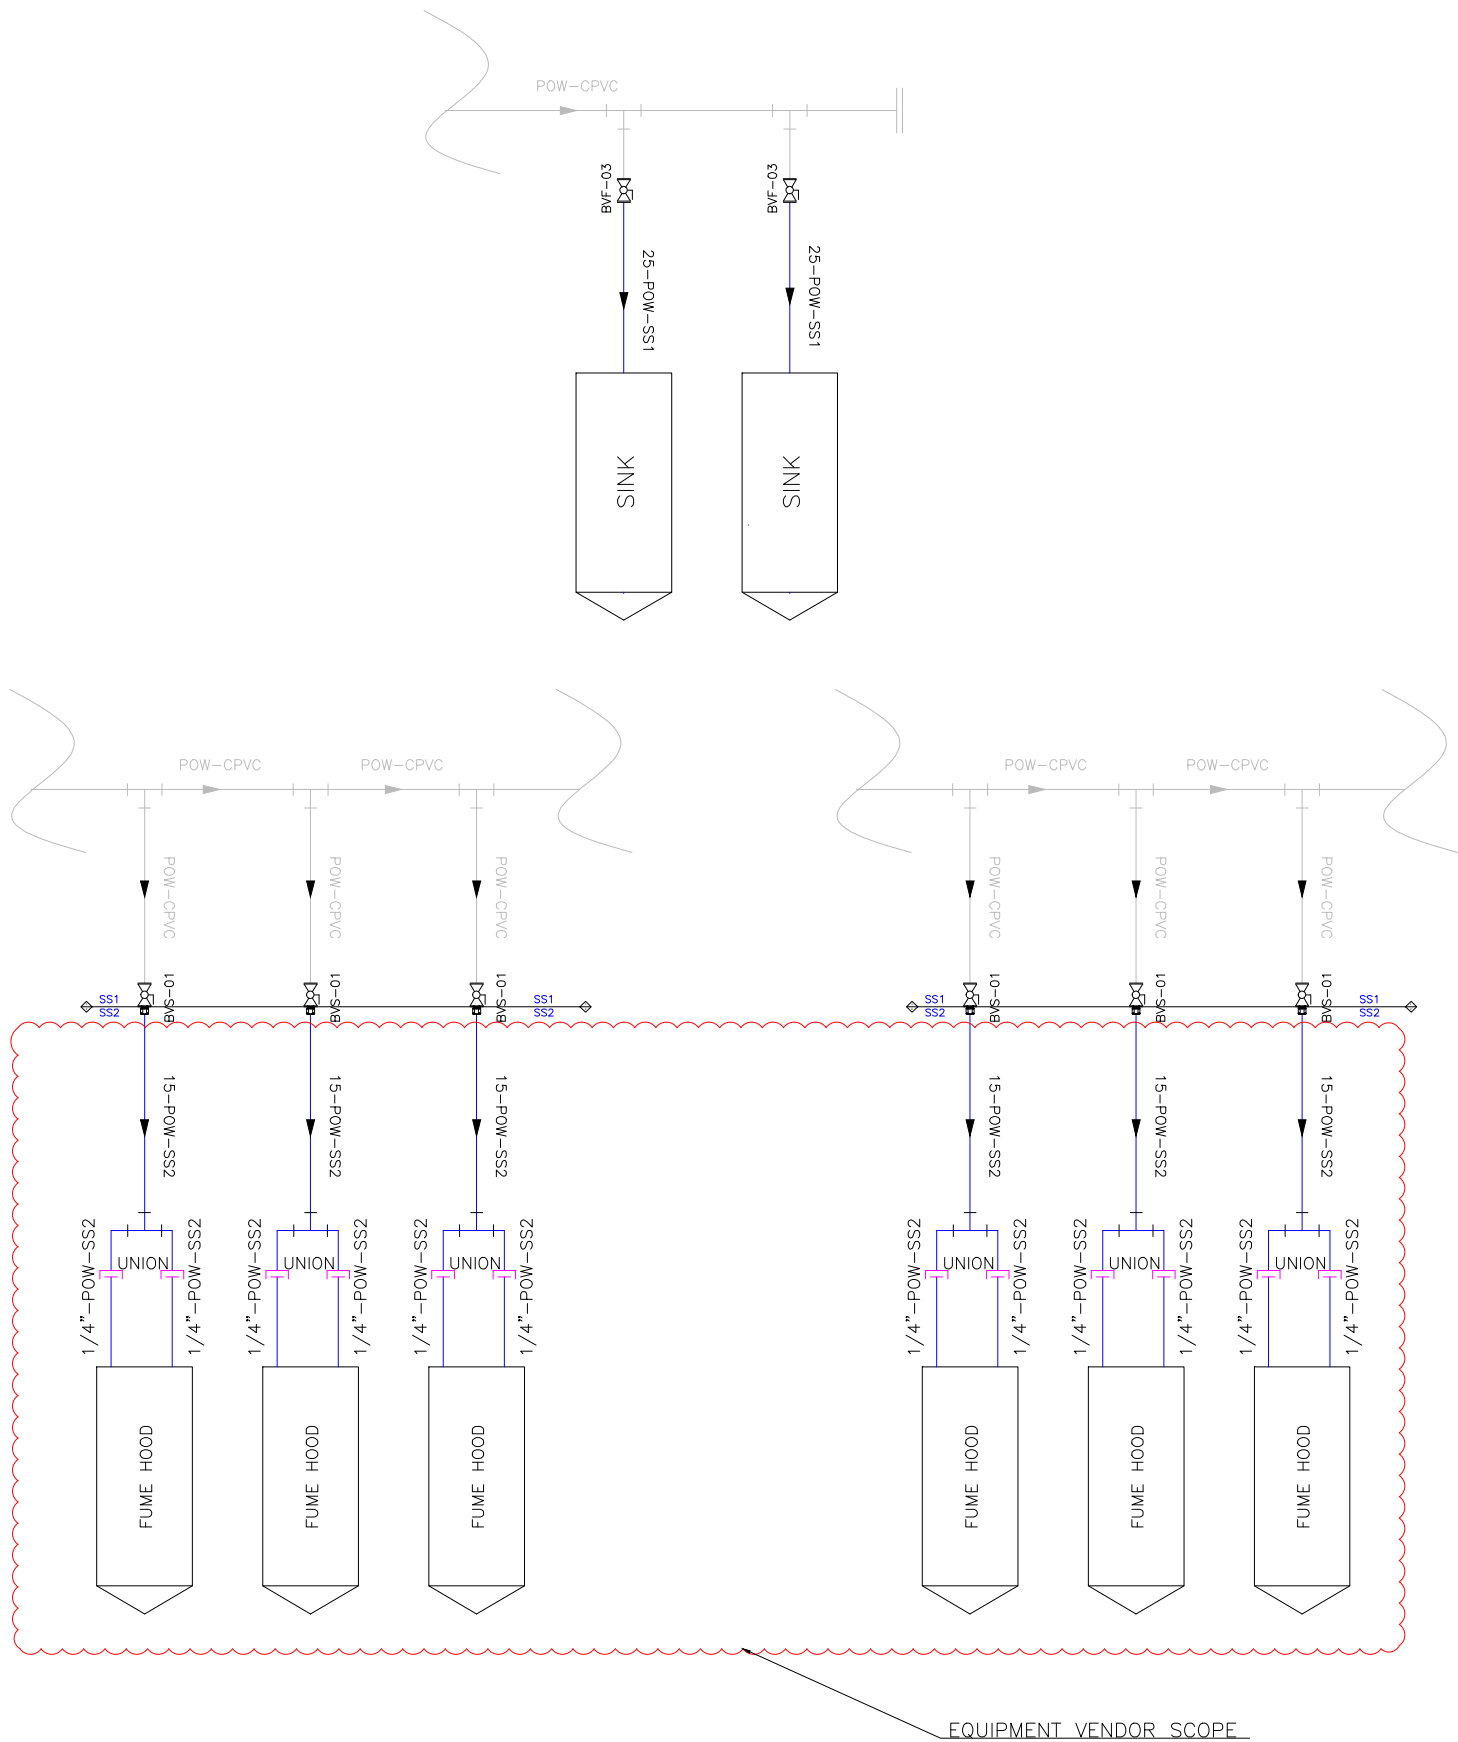 POW-CPVC
BVF-03
BVF-03
25-POW-SS1
25-POW-SS1
SINK
SINK
POW-CPVC
POW-CPVC
POW-CPVC
POW-CPVC
POW-CPVC
POW-CPVC
POW-CPVC
POW-CPVC
POW-CPVC
POW-CPVC
SS1
SS2
BVS-01
BVS-01
BVS-01
SS1
SS2
SS1
SS2
BVS-01
BVS-01
BVS-01
SS1
SS2
15-POW-SS2
15-POW-SS2
15-POW-SS2
15-POW-SS2
15-POW-SS2
15-POW-SS2
1/4"-POW-SS2
UNION
1/4"-POW-SS2
1/4"-POW-SS2
UNION
1/4"-POW-SS2
1/4"-POW-SS2
UNION
1/4"-POW-SS2
1/4"-POW-SS2
UNION
1/4"-POW-SS2
1/4"-POW-SS2
UNION
1/4"-POW-SS2
1/4"-POW-SS2
UNION
1/4"-POW-SS2
FUME HOOD
FUME HOOD
FUME HOOD
FUME HOOD
FUME HOOD
FUME HOOD
EQUIPMENT VENDOR SCOPE